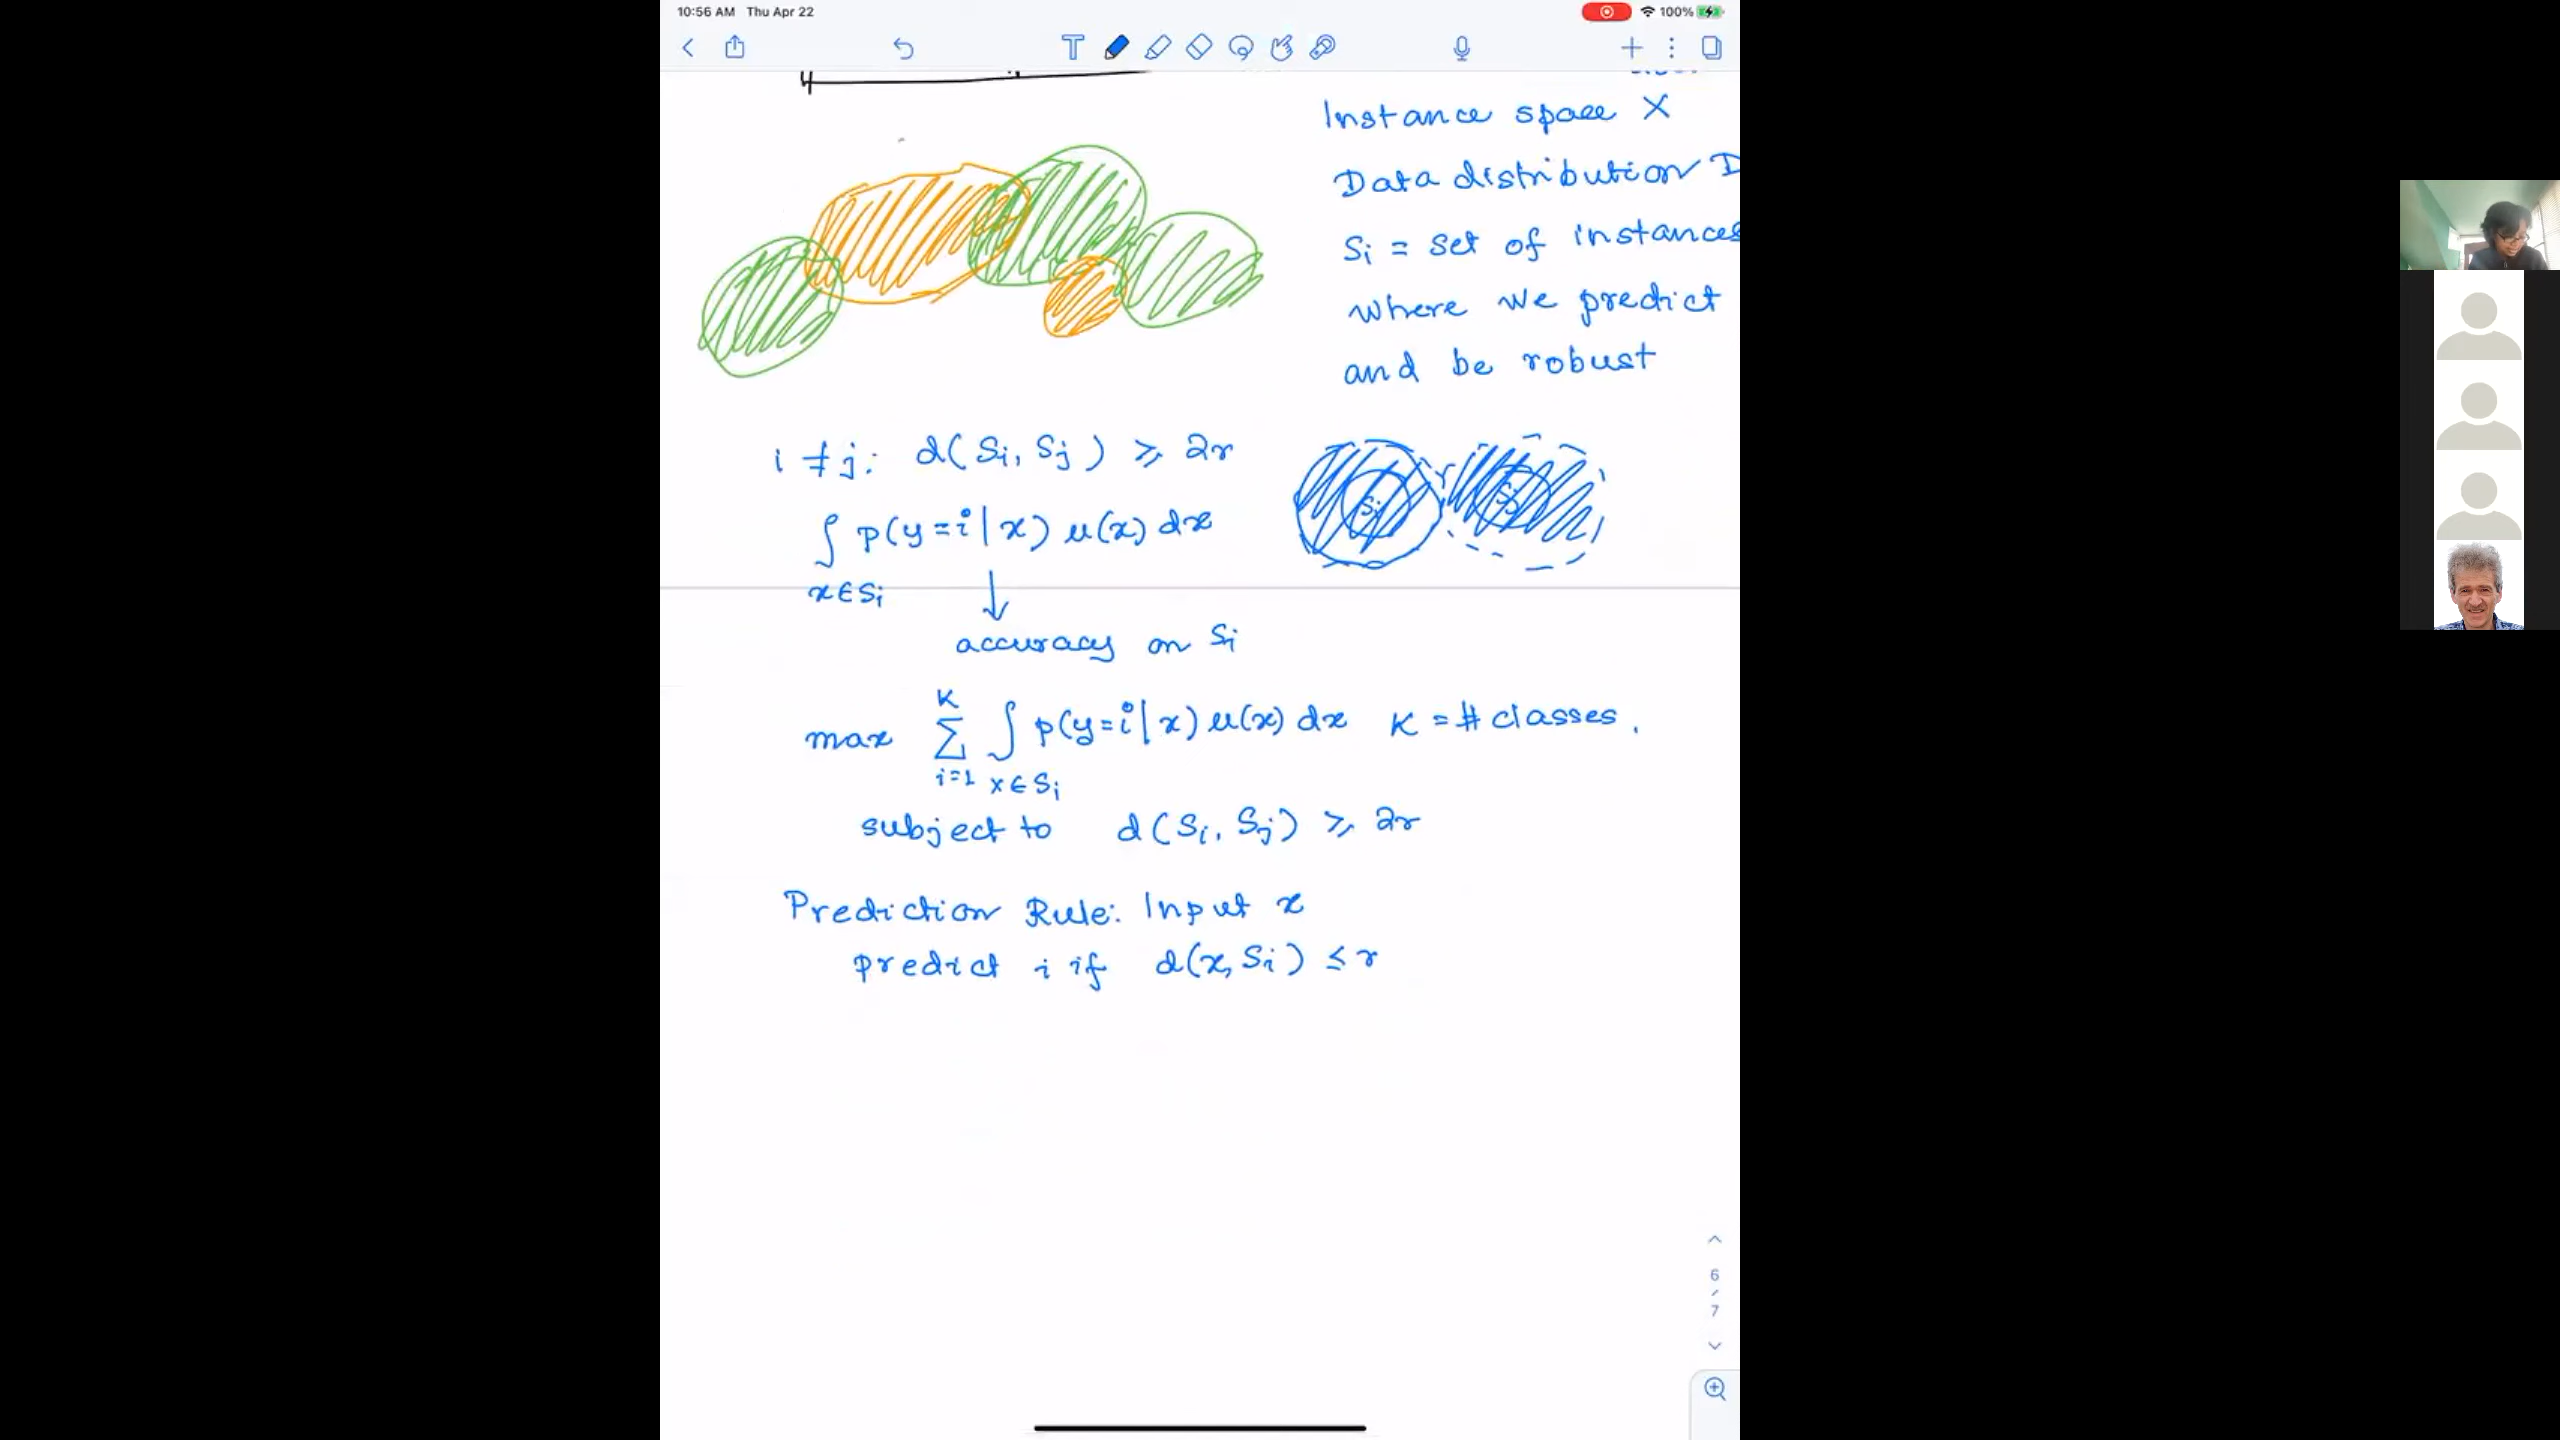 10:56 AM Thu Apr 22
100%
Instance space X
Data distribution D
Si = set of instances
where we predict
and be robust
i ≠ j: d(Si, Sj) ⩾ 2r
Si
r
Sj
∫ p(y=i|x) μ(x) dx
x∈Si
↓
accuracy on Si
max ∑ ∫ p(y=i|x) μ(x) dx K = # classes.
K
i=1 x∈Si
subject to d(Si, Sj) ⩾ 2r
Prediction Rule: Input x
predict i if d(x, Si) ≤ r
6
/
7